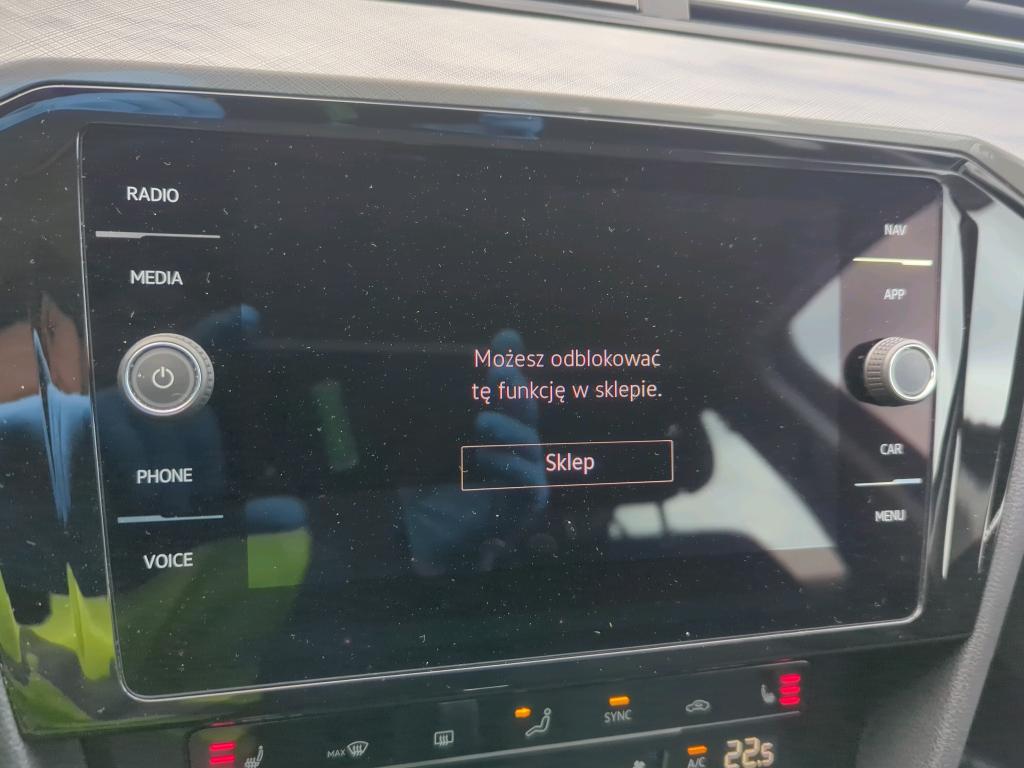 RADIO
MEDIA
PHONE
VOICE
Możesz odblokować
tę funkcję w sklepie.
Sklep
NAV
APP
CAR
MENU
MAX
SYNC
A/C
22.5